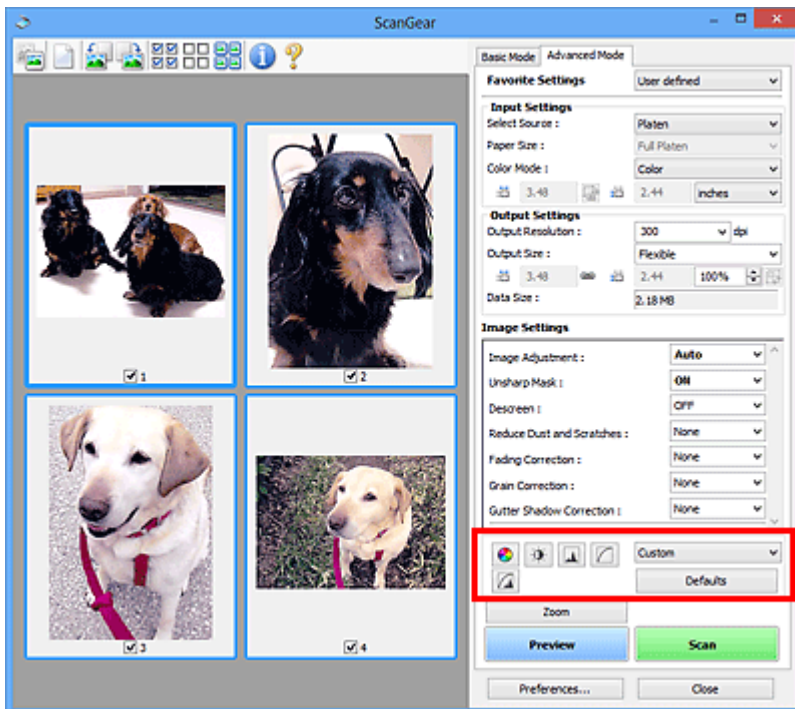 ScanGear
Basic Mode Advanced Mode
Favorite Settings User defined
Input Settings
Select Source : Platen
Paper Size : Full Platen
Color Mode : Color
3.48 2.44 inches
Output Settings
Output Resolution : 300 dpi
Output Size : Flexible
3.48 2.44 100%
Data Size : 2.18 MB
Image Settings
Image Adjustment : Auto
Unsharp Mask : ON
Descreen : OFF
Reduce Dust and Scratches : None
Fading Correction : None
Grain Correction : None
Gutter Shadow Correction : None
Custom
Defaults
Zoom
Preview Scan
Preferences... Close
1
2
3
4